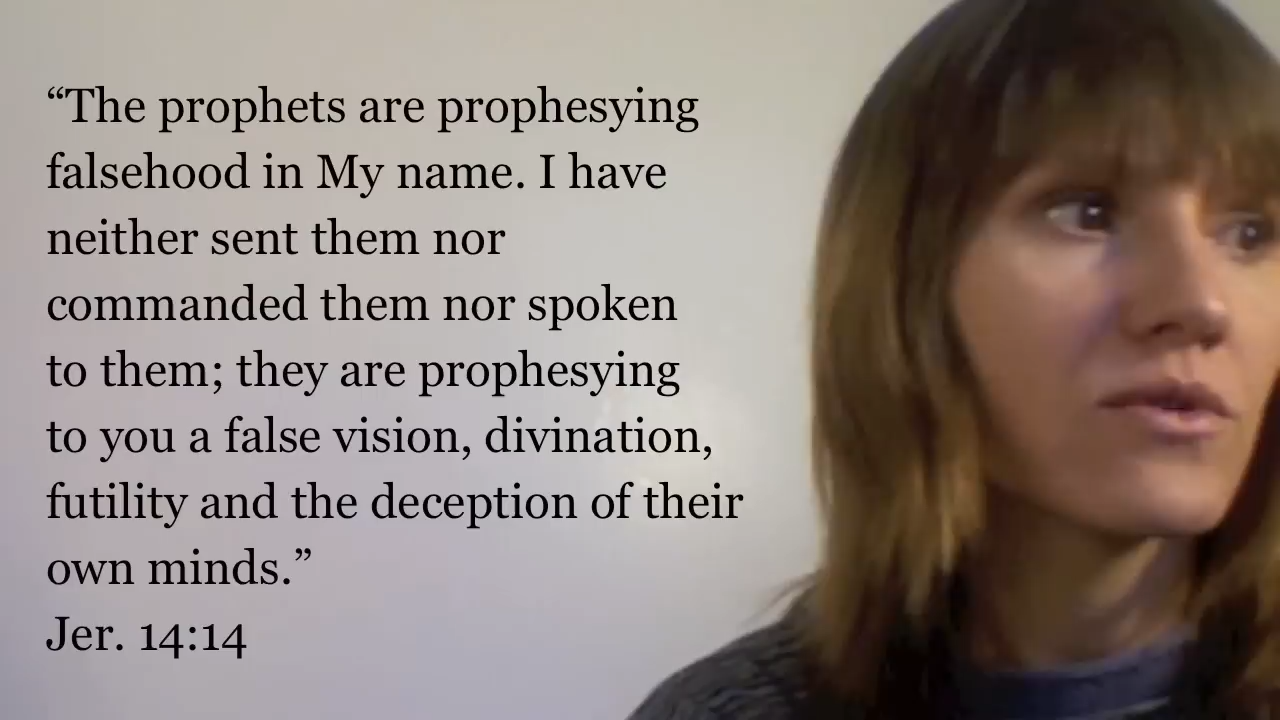 “The prophets are prophesying
falsehood in My name. I have
neither sent them nor
commanded them nor spoken
to them; they are prophesying
to you a false vision, divination,
futility and the deception of their
own minds.”
Jer. 14:14